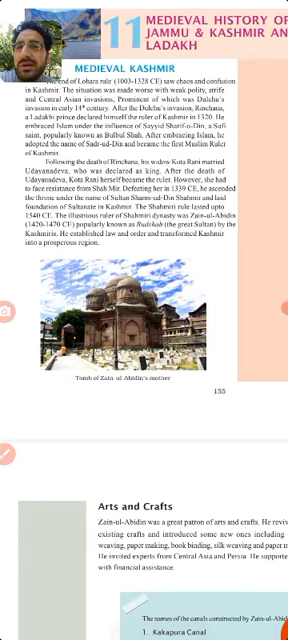 11
MEDIEVAL HISTORY OF
JAMMU & KASHMIR AN
LADAKH
MEDIEVAL KASHMIR
The end of Lohara rule (1003-1328 CE) saw chaos and confusion
in Kashmir. The situation was made worse with weak polity, strife
and Central Asian invasions, Prominent of which was Dulchu's
invasion in early 14th century. After the Dulchu's invasion, Rinchana,
a Ladakhi prince declared himself the ruler of Kashmir in 1320. He
embraced Islam under the influence of Sayyid Sharif-u-Din, a Sufi
saint, popularly known as Bulbul Shah. After embracing Islam, he
adopted the name of Sadr-ud-Din and became the first Muslim Ruler
of Kashmir.
Following the death of Rinchana, his widow Kota Rani married
Udayanadeva, who was declared as king. After the death of
Udayanadeva, Kota Rani herself became the ruler. However, she had
to face resistance from Shah Mir. Defeating her in 1339 CE, he ascended
the throne under the name of Sultan Shams-ud-Din Shahmir and laid
foundation of Sultanate in Kashmir. The Shahmiri rule lasted upto
1540 CE. The illustrious ruler of Shahmiri dynasty was Zain-ul-Abidin
(1420-1470 CE) popularly known as Budshah (the great Sultan) by the
Kashmiris. He established law and order and transformed Kashmir
into a prosperous region.
Tomb of Zain ul Abidin's mother
155
Arts and Crafts
Zain-ul-Abidin was a great patron of arts and crafts. He reviv
existing crafts and introduced some new ones including
weaving, paper making, book binding, silk weaving and paper m
He invited experts from Central Asia and Persia. He supporte
with financial assistance.
The names of the canals constructed by Zain-ul-Abid
1. Kakapura Canal